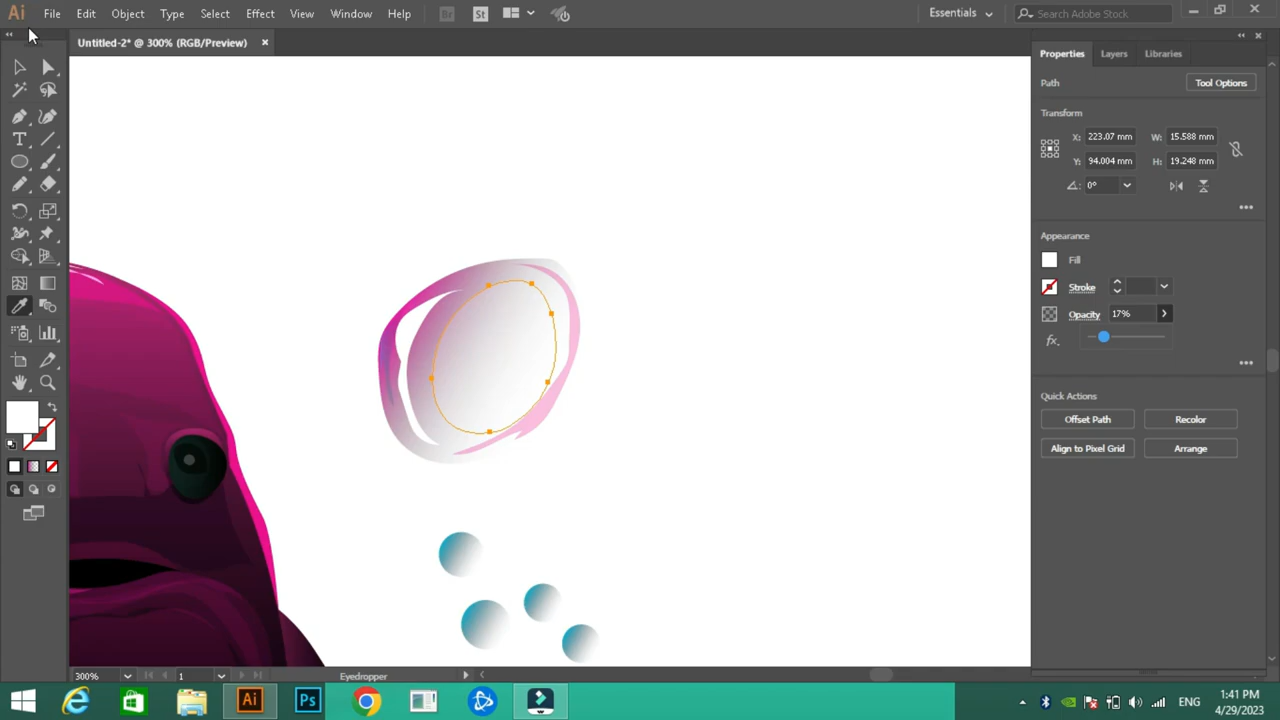 Ai File Edit Object Type Select Effect View Window Help Br St Essentials Search Adobe Stock
Untitled-2* @ 300% (RGB/Preview)
Properties Layers Libraries
Path Tool Options
Transform
X: 223.07 mm W: 15.588 mm
Y: 94.004 mm H: 19.248 mm
0°
Appearance
Fill
Stroke
Opacity 17%
fx
Quick Actions
Offset Path Recolor
Align to Pixel Grid Arrange
300% 1 Eyedropper
Ai Ps ENG 1:41 PM
4/29/2023